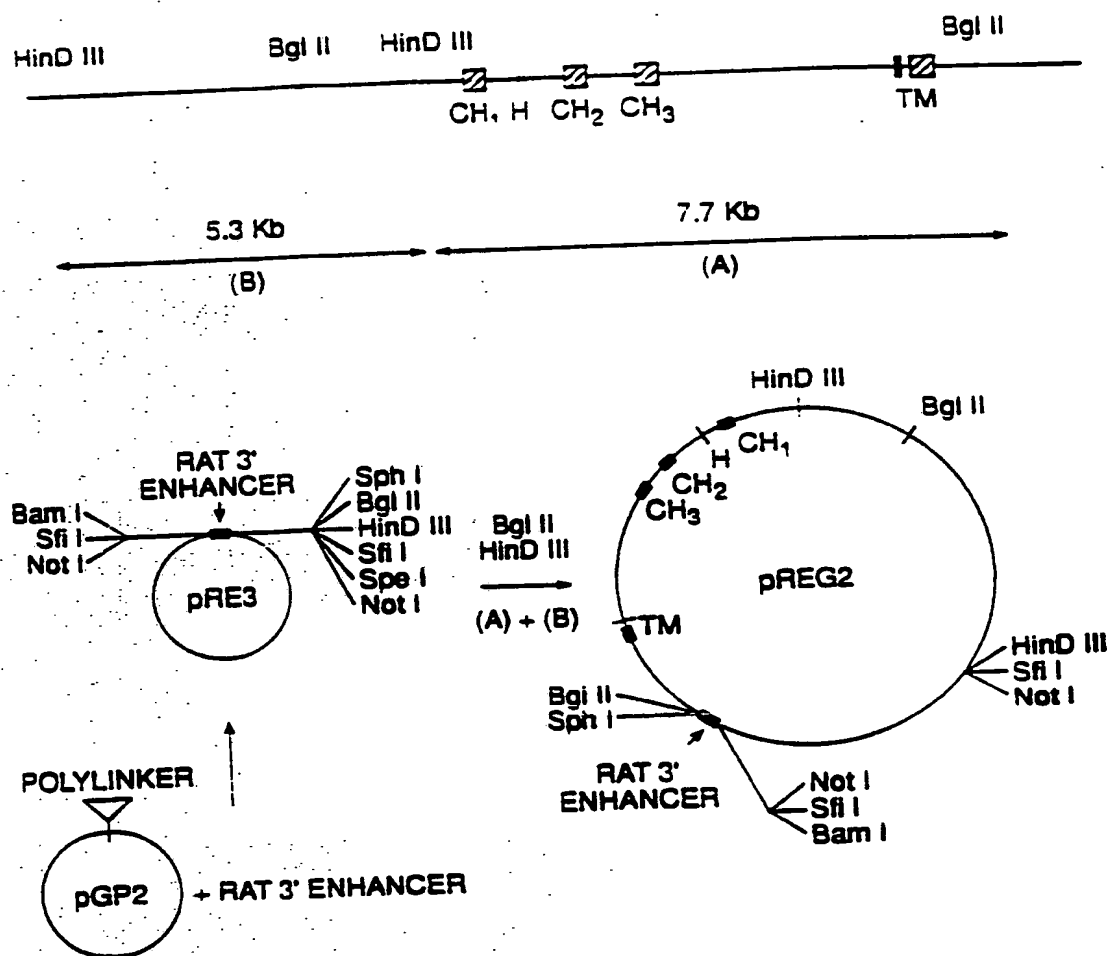 HinD III
Bgl II
HinD III
Bgl II
CH1
H
CH2
CH3
TM
5.3 Kb
7.7 Kb
(B)
(A)
HinD III
Bgl II
CH1
H
CH2
CH3
RAT 3'
ENHANCER
Bam I
Sfi I
Not I
Sph I
Bgl II
HinD III
Sfi I
Spe I
Not I
pRE3
Bgl II
HinD III
(A) + (B)
pREG2
TM
HinD III
Sfi I
Not I
Bgl II
Sph I
RAT 3'
ENHANCER
Not I
Sfi I
Bam I
POLYLINKER
pGP2
+ RAT 3' ENHANCER